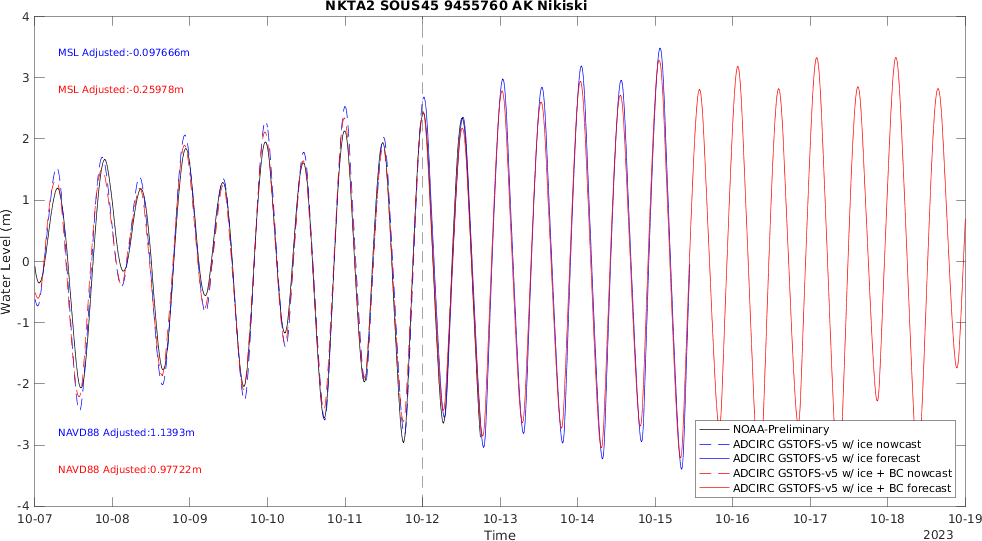 NKTA2 SOUS45 9455760 AK Nikiski
4
3
2
1
0
-1
-2
-3
-4
Water Level (m)
MSL Adjusted:-0.097666m
MSL Adjusted:-0.25978m
NAVD88 Adjusted:1.1393m
NAVD88 Adjusted:0.97722m
NOAA-Preliminary
ADCIRC GSTOFS-v5 w/ ice nowcast
ADCIRC GSTOFS-v5 w/ ice forecast
ADCIRC GSTOFS-v5 w/ ice + BC nowcast
ADCIRC GSTOFS-v5 w/ ice + BC forecast
10-07 10-08 10-09 10-10 10-11 10-12 10-13 10-14 10-15 10-16 10-17 10-18 10-19
Time
2023